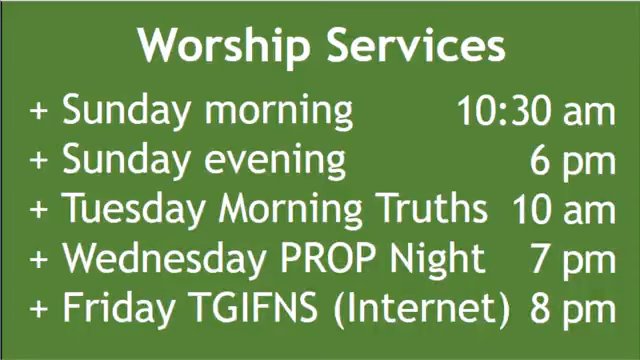 Worship Services
+ Sunday morning 10:30 am
+ Sunday evening 6 pm
+ Tuesday Morning Truths 10 am
+ Wednesday PROP Night 7 pm
+ Friday TGIFNS (Internet) 8 pm